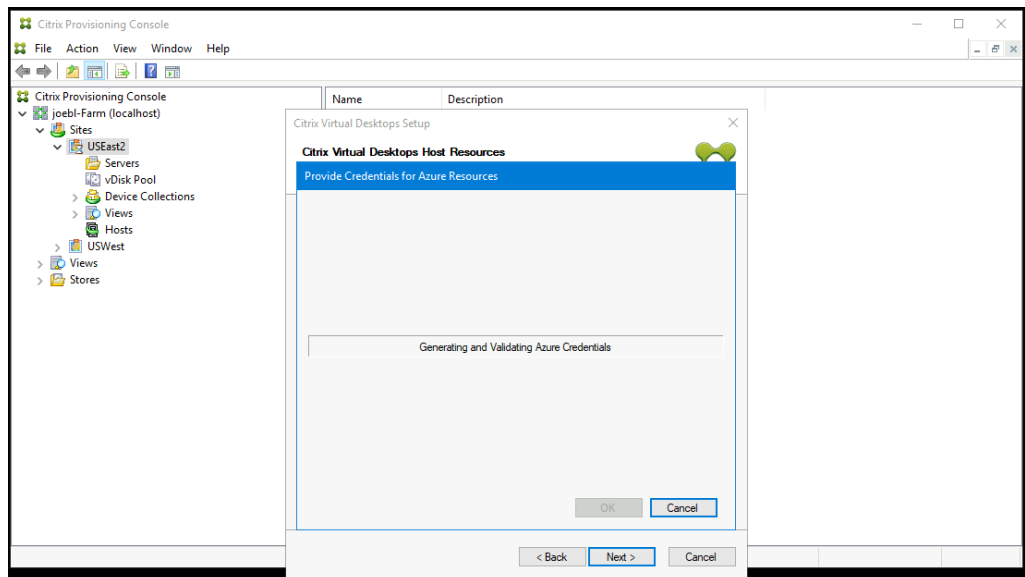 Citrix Provisioning Console
File Action View Window Help
Citrix Provisioning Console
joebl-Farm (localhost)
Sites
USEast2
Servers
vDisk Pool
Device Collections
Views
Hosts
USWest
Views
Stores
Name Description
Citrix Virtual Desktops Setup
Citrix Virtual Desktops Host Resources
Provide Credentials for Azure Resources
Generating and Validating Azure Credentials
OK Cancel
< Back Next > Cancel